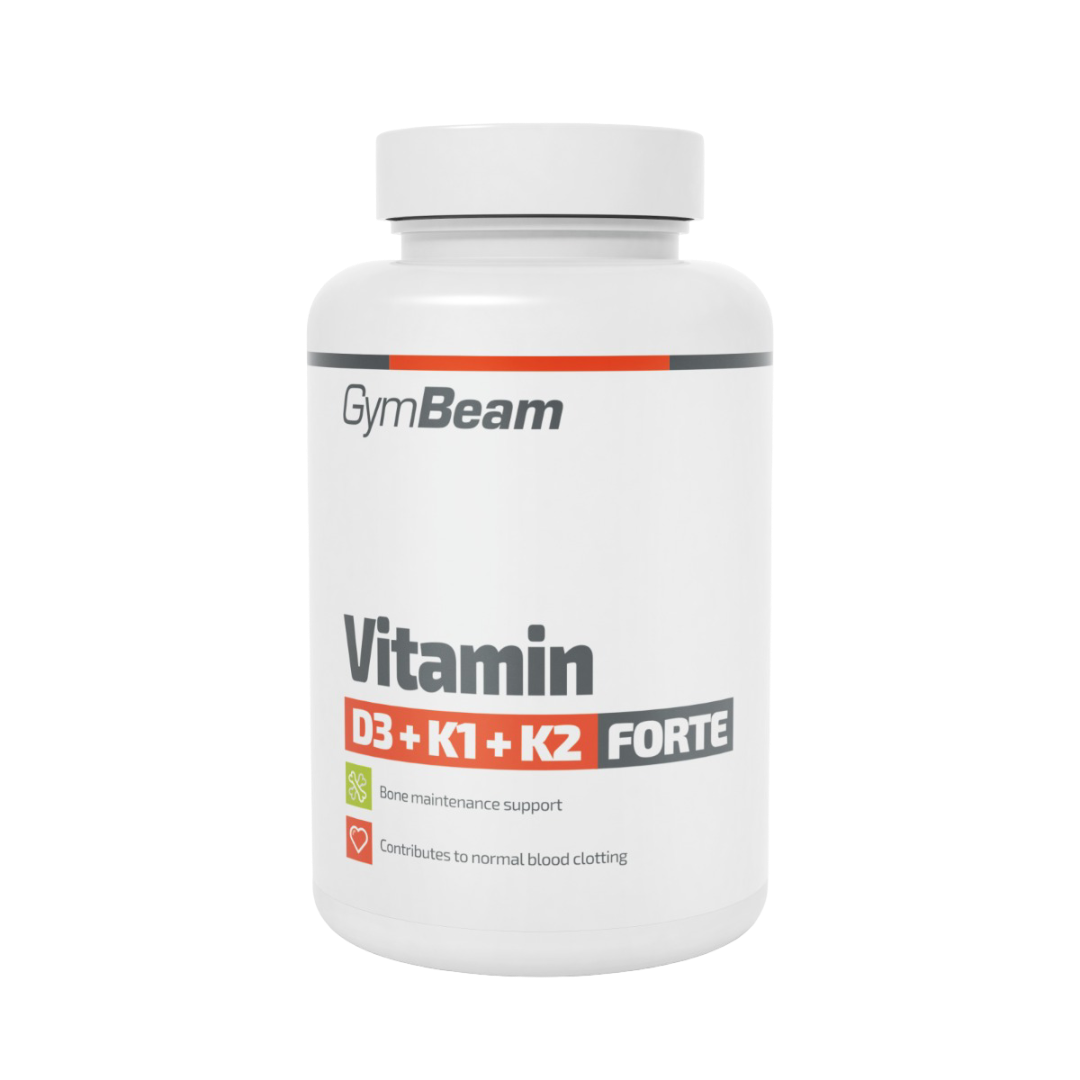 GymBeam
Vitamin
D3 + K1 + K2 FORTE
Bone maintenance support
Contributes to normal blood clotting